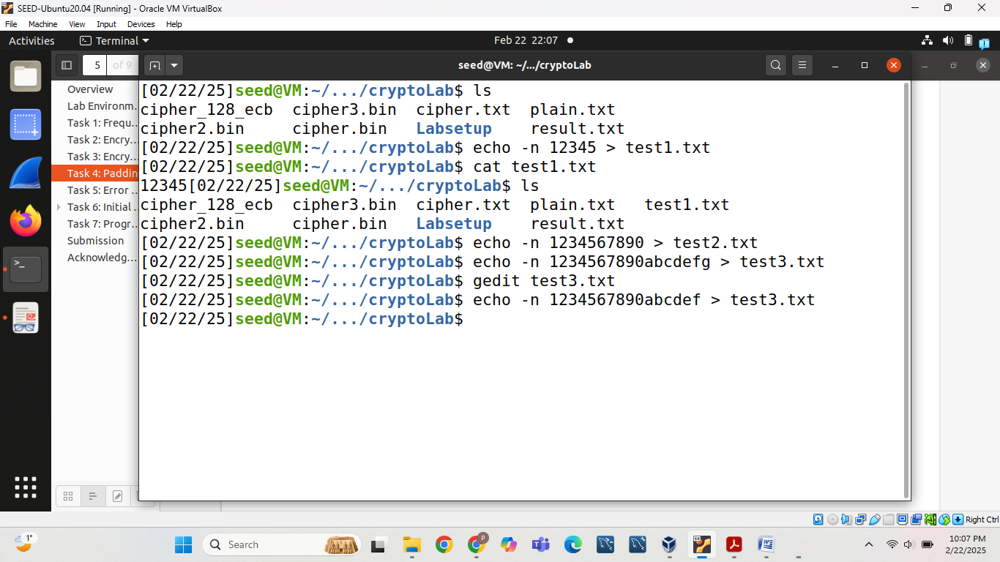 SEED-Ubuntu20.04 [Running] - Oracle VM VirtualBox
File Machine View Input Devices Help
Activities Terminal Feb 22 22:07
5 of 9
seed@VM: ~/.../cryptoLab
Overview
Lab Environm...
Task 1: Frequ...
Task 2: Encry...
Task 3: Encry...
Task 4: Paddin
Task 5: Error ...
Task 6: Initial ...
Task 7: Progr...
Submission
Acknowledg...
[02/22/25]seed@VM:~/.../cryptoLab$ ls
cipher_128_ecb cipher3.bin cipher.txt plain.txt
cipher2.bin cipher.bin Labsetup result.txt
[02/22/25]seed@VM:~/.../cryptoLab$ echo -n 12345 > test1.txt
[02/22/25]seed@VM:~/.../cryptoLab$ cat test1.txt
12345[02/22/25]seed@VM:~/.../cryptoLab$ ls
cipher_128_ecb cipher3.bin cipher.txt plain.txt test1.txt
cipher2.bin cipher.bin Labsetup result.txt
[02/22/25]seed@VM:~/.../cryptoLab$ echo -n 1234567890 > test2.txt
[02/22/25]seed@VM:~/.../cryptoLab$ echo -n 1234567890abcdefg > test3.txt
[02/22/25]seed@VM:~/.../cryptoLab$ gedit test3.txt
[02/22/25]seed@VM:~/.../cryptoLab$ echo -n 1234567890abcdef > test3.txt
[02/22/25]seed@VM:~/.../cryptoLab$
Right Ctrl
1°
Search
P
10:07 PM
2/22/2025